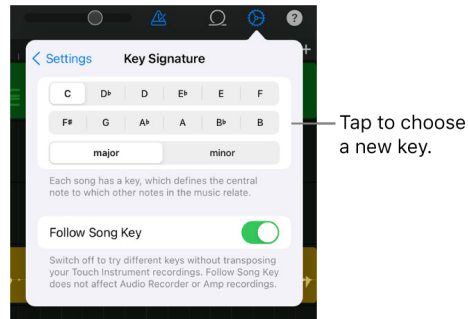 Settings
Key Signature
C D♭ D E♭ E F
F♯ G A♭ A B♭ B
major minor
Each song has a key, which defines the central
note to which other notes in the music relate.
Follow Song Key
Switch off to try different keys without transposing
your Touch Instrument recordings. Follow Song Key
does not affect Audio Recorder or Amp recordings.
Tap to choose
a new key.